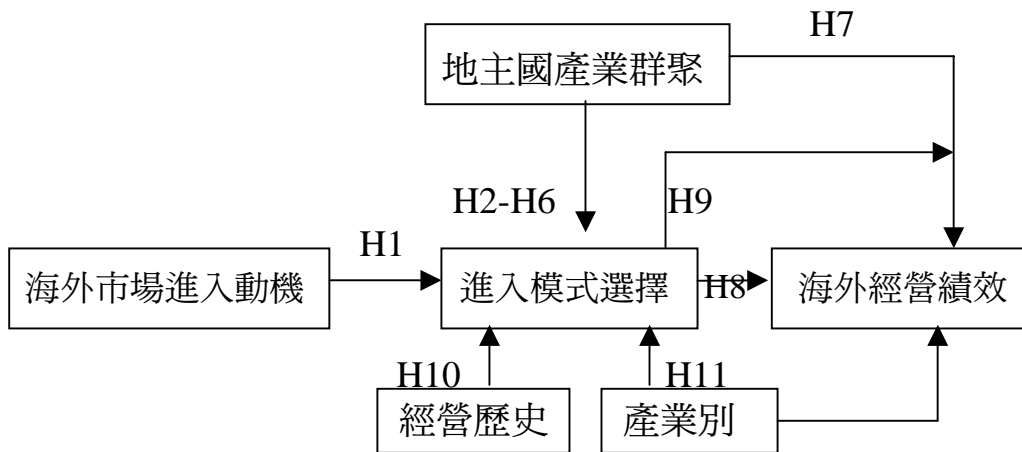 H7
地主國產業群聚
H2-H6
H9
H1
海外市場進入動機
進入模式選擇
H8
海外經營績效
H10
H11
經營歷史
產業別